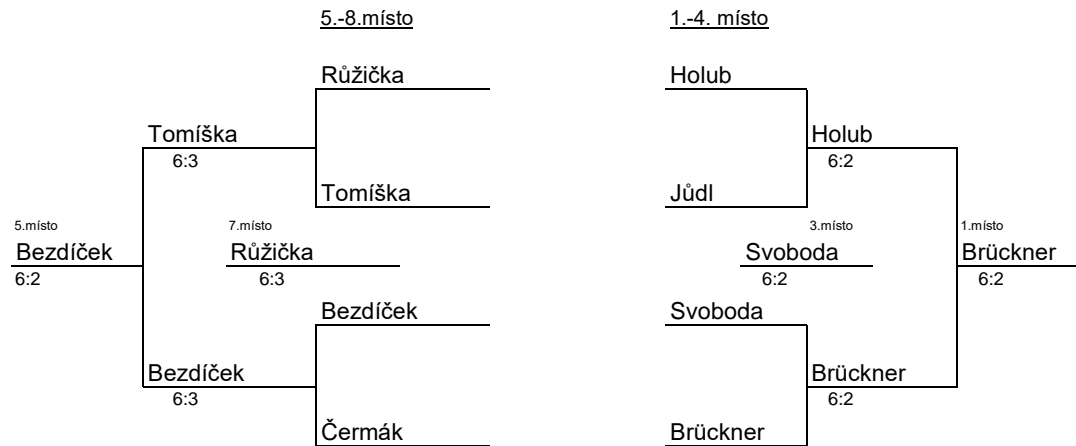 5.-8.místo
1.-4. místo
Růžička
Holub
Tomíška
Holub
6:3
6:2
Tomíška
Jůdl
5.místo
7.místo
3.místo
1.místo
Bezdíček
Růžička
Svoboda
Brückner
6:2
6:3
6:2
6:2
Bezdíček
Svoboda
Bezdíček
Brückner
6:3
6:2
Čermák
Brückner